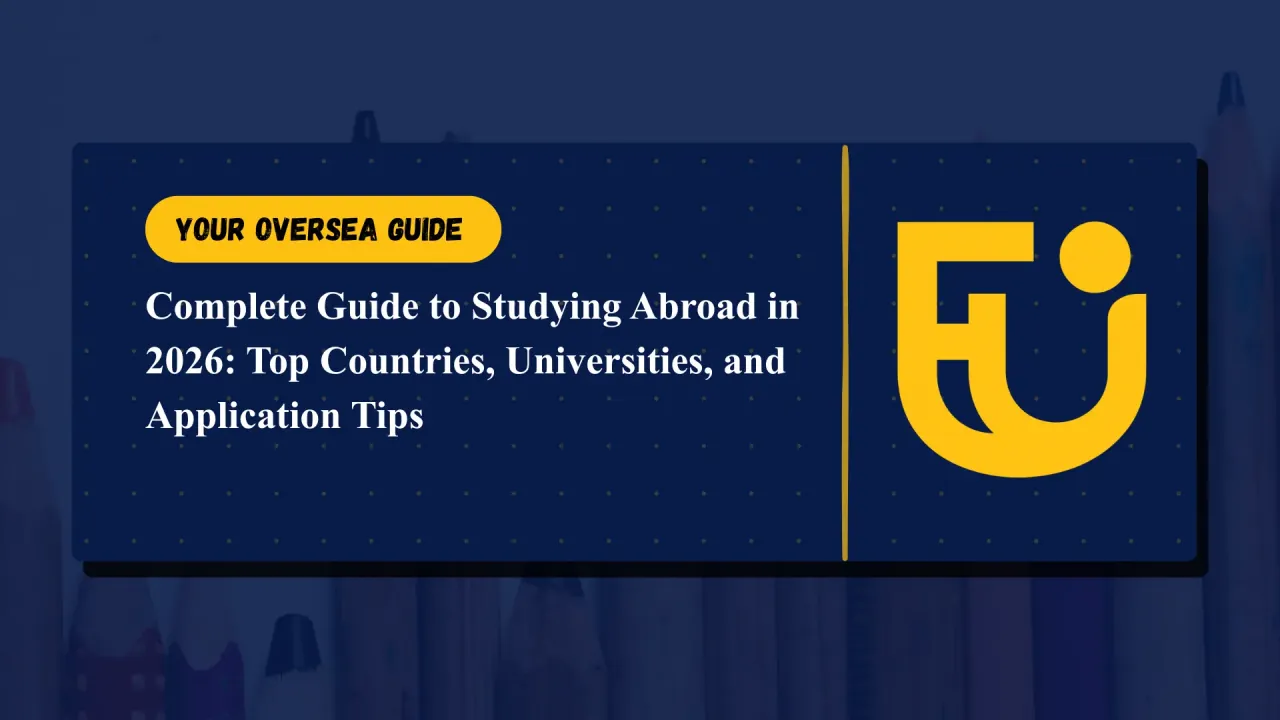 YOUR OVERSEA GUIDE
Complete Guide to Studying Abroad in
2026: Top Countries, Universities, and
Application Tips